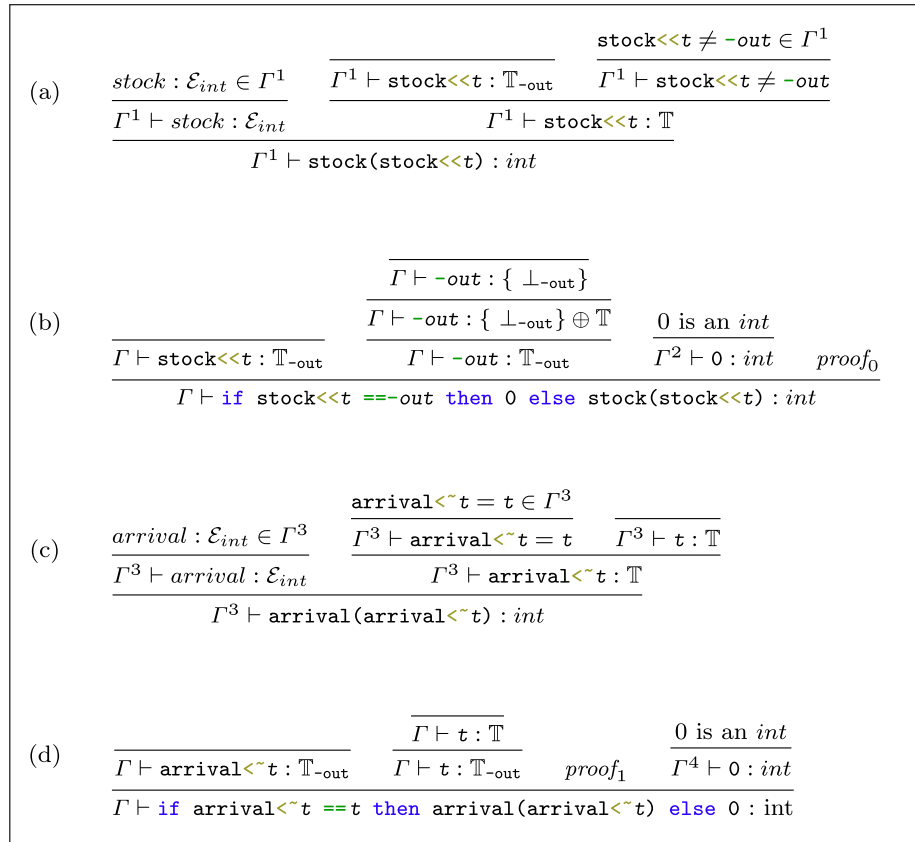 stock<<t ≠ -out ∈ Γ¹
(a) stock : ℰ_int ∈ Γ¹ Γ¹ ⊢ stock<<t : 𝕋_-out Γ¹ ⊢ stock<<t ≠ -out
Γ¹ ⊢ stock : ℰ_int Γ¹ ⊢ stock<<t : 𝕋
Γ¹ ⊢ stock(stock<<t) : int
Γ ⊢ -out : { ⊥_-out}
(b) Γ ⊢ -out : { ⊥_-out} ⊕ 𝕋 0 is an int
Γ ⊢ stock<<t : 𝕋_-out Γ ⊢ -out : 𝕋_-out Γ² ⊢ 0 : int proof₀
Γ ⊢ if stock<<t ==-out then 0 else stock(stock<<t) : int
arrival<~t = t ∈ Γ³
(c) arrival : ℰ_int ∈ Γ³ Γ³ ⊢ arrival<~t = t Γ³ ⊢ t : 𝕋
Γ³ ⊢ arrival : ℰ_int Γ³ ⊢ arrival<~t : 𝕋
Γ³ ⊢ arrival(arrival<~t) : int
Γ ⊢ t : 𝕋 0 is an int
(d) Γ ⊢ arrival<~t : 𝕋_-out Γ ⊢ t : 𝕋_-out proof₁ Γ⁴ ⊢ 0 : int
Γ ⊢ if arrival<~t ==t then arrival(arrival<~t) else 0 : int